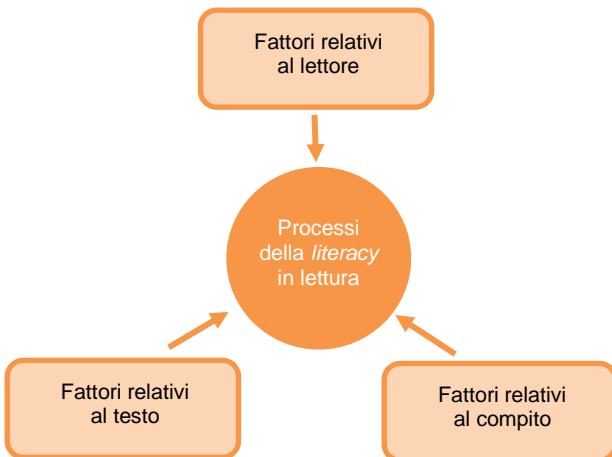 Fattori relativi
al lettore
Processi
della literacy
in lettura
Fattori relativi
al testo
Fattori relativi
al compito